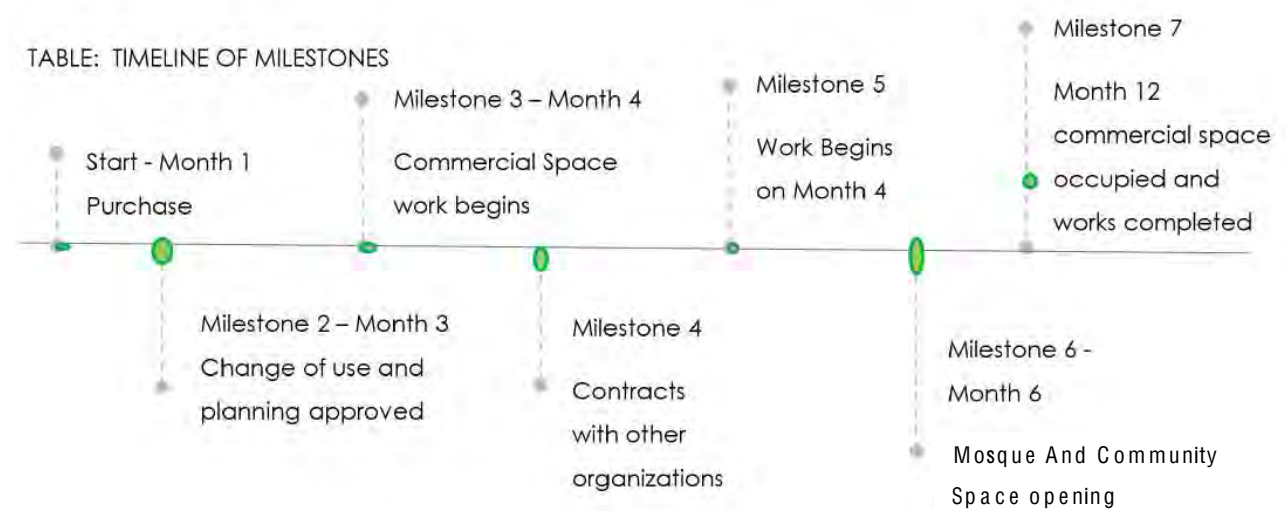 TABLE: TIMELINE OF MILESTONES
Start - Month 1
Purchase
Milestone 2 – Month 3
Change of use and
planning approved
Milestone 3 – Month 4
Commercial Space
work begins
Milestone 4
Contracts
with other
organizations
Milestone 5
Work Begins
on Month 4
Milestone 6 -
Month 6
Mosque And Community
Space opening
Milestone 7
Month 12
commercial space
occupied and
works completed